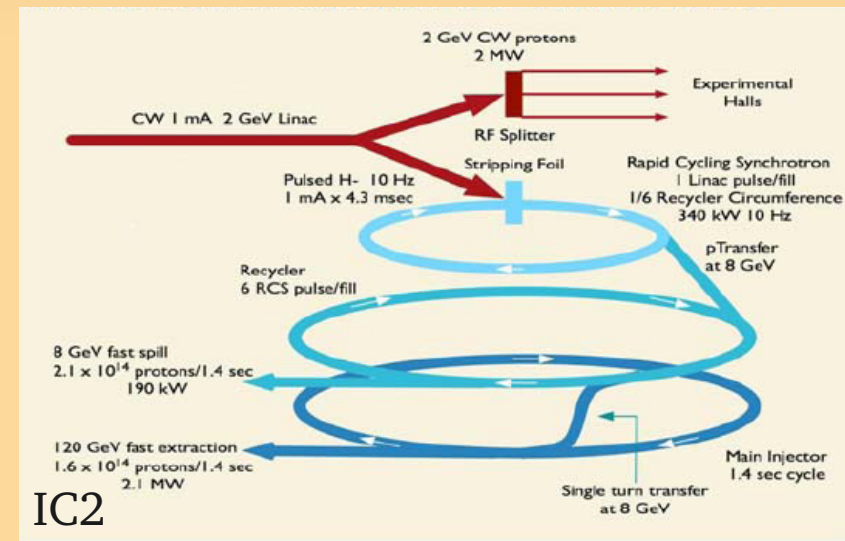 2 GeV CW protons
2 MW
Experimental
Halls
CW 1 mA 2 GeV Linac
RF Splitter
Stripping Foil
Pulsed H- 10 Hz
1 mA x 4.3 msec
Rapid Cycling Synchrotron
1 Linac pulse/fill
1/6 Recycler Circumference
340 kW 10 Hz
pTransfer
at 8 GeV
Recycler
6 RCS pulse/fill
8 GeV fast spill
2.1 x 10¹⁴ protons/1.4 sec
190 kW
120 GeV fast extraction
1.6 x 10¹⁴ protons/1.4 sec
2.1 MW
Main Injector
1.4 sec cycle
Single turn transfer
at 8 GeV
IC2